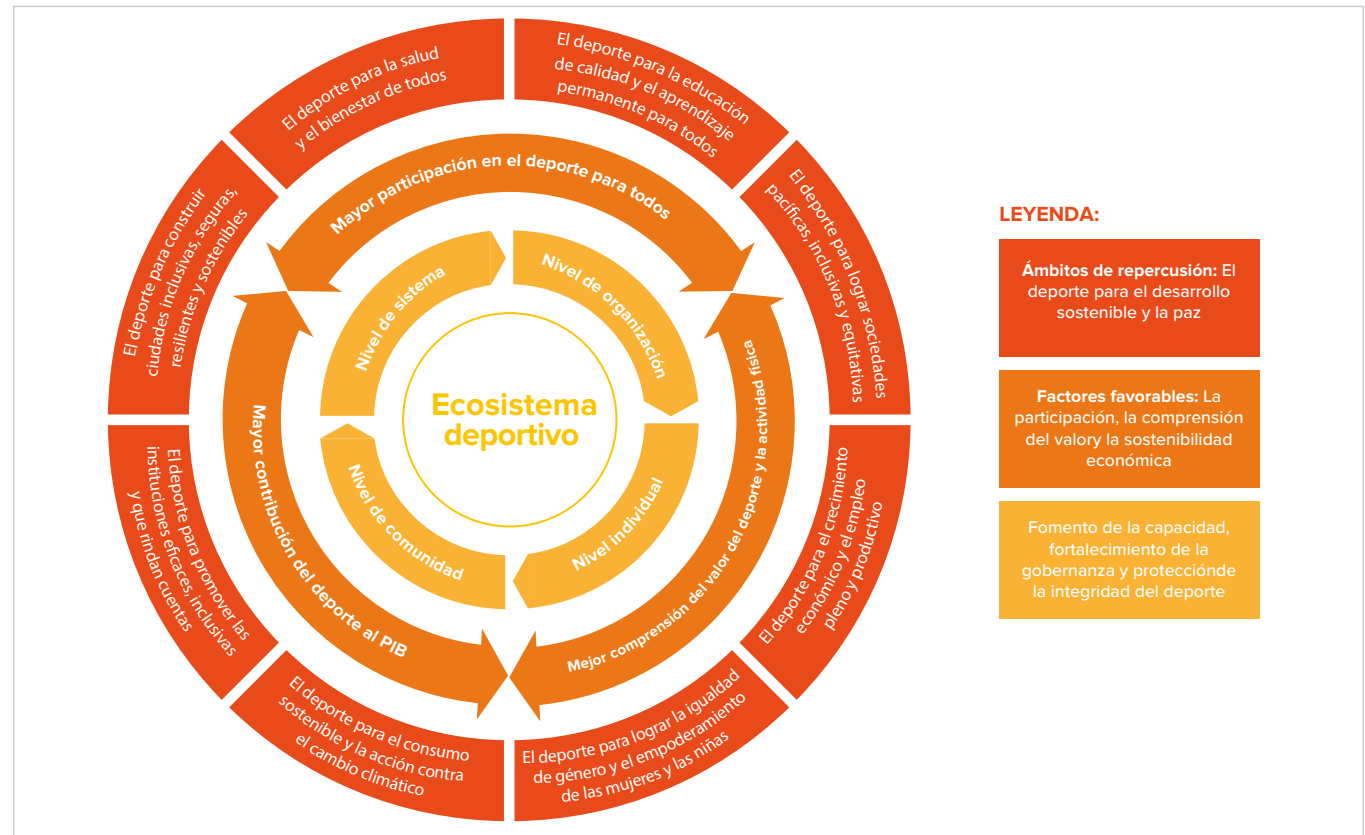 El deporte para la salud
y el bienestar de todos
El deporte para la educación
de calidad y el aprendizaje
permanente para todos
El deporte para lograr sociedades
pacíficas, inclusivas y equitativas
El deporte para el crecimiento
económico y el empleo
pleno y productivo
El deporte para lograr la igualdad
de género y el empoderamiento
de las mujeres y las niñas
El deporte para el consumo
sostenible y la acción contra
el cambio climático
El deporte para promover las
instituciones eficaces, inclusivas
y que rindan cuentas
El deporte para construir
ciudades inclusivas, seguras,
resilientes y sostenibles
Mayor participación en el deporte para todos
Mejor comprensión del valor del deporte y la actividad física
Mayor contribución del deporte al PIB
Nivel de sistema
Nivel de organización
Nivel individual
Nivel de comunidad
Ecosistema
deportivo
LEYENDA:
Ámbitos de repercusión: El
deporte para el desarrollo
sostenible y la paz
Factores favorables: La
participación, la comprensión
del valory la sostenibilidad
económica
Fomento de la capacidad,
fortalecimiento de la
gobernanza y protecciónde
la integridad del deporte